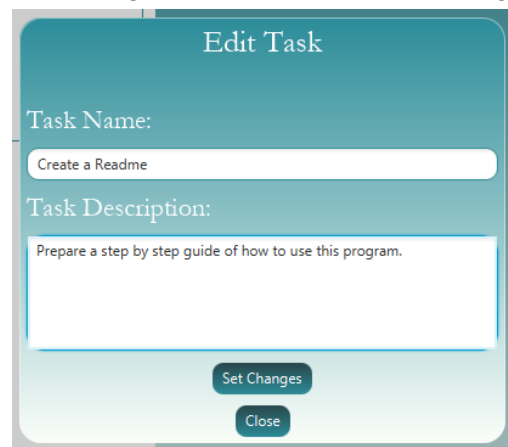 Edit Task
Task Name:
Create a Readme
Task Description:
Prepare a step by step guide of how to use this program.
Set Changes
Close